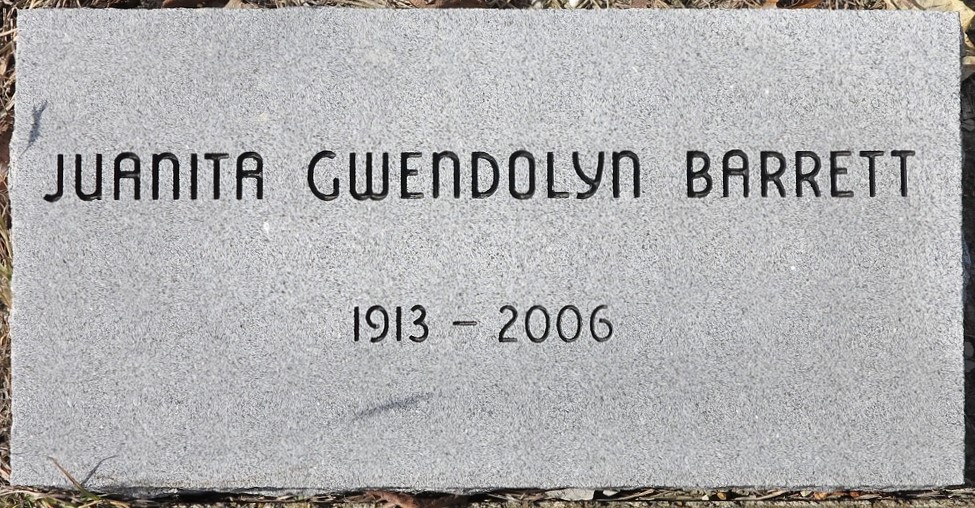 JUANITA GWENDOLYN BARRETT
1913 – 2006